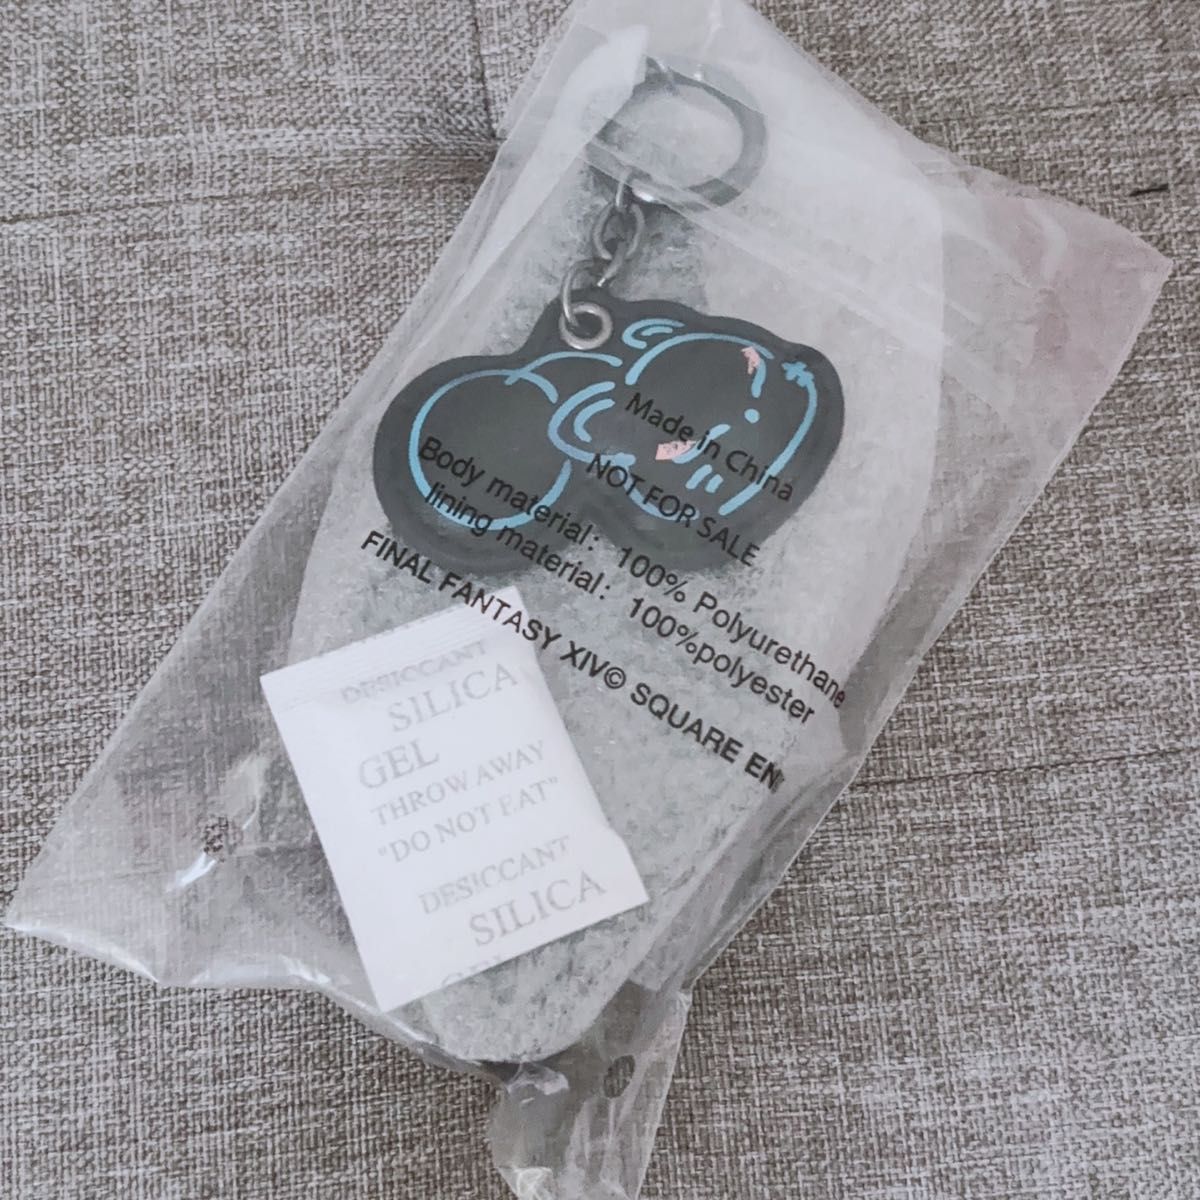 Made in China
NOT FOR SALE
Body material: 100% Polyurethane
lining material: 100%polyester
FINAL FANTASY XIV© SQUARE EN
DESICCANT
SILICA
GEL
THROW AWAY
"DO NOT EAT"
DESICCANT
SILICA
GEL